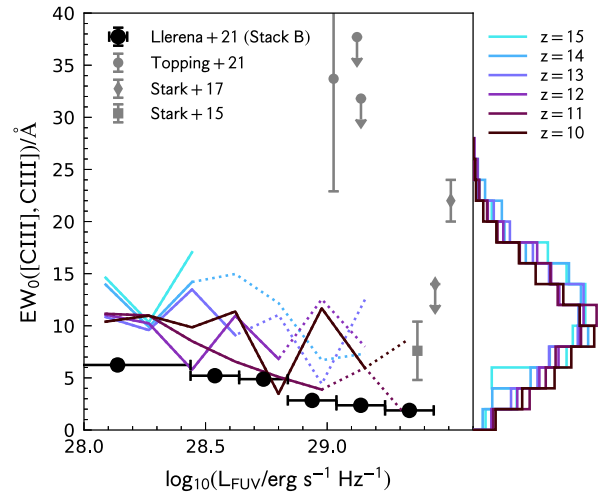 EW₀([CIII], CIII])/Å
40
35
30
25
20
15
10
5
0
28.0
28.5
29.0
log₁₀(L_FUV/erg s⁻¹ Hz⁻¹)
Llerena+21 (Stack B)
Topping+21
Stark+17
Stark+15
z=15
z=14
z=13
z=12
z=11
z=10